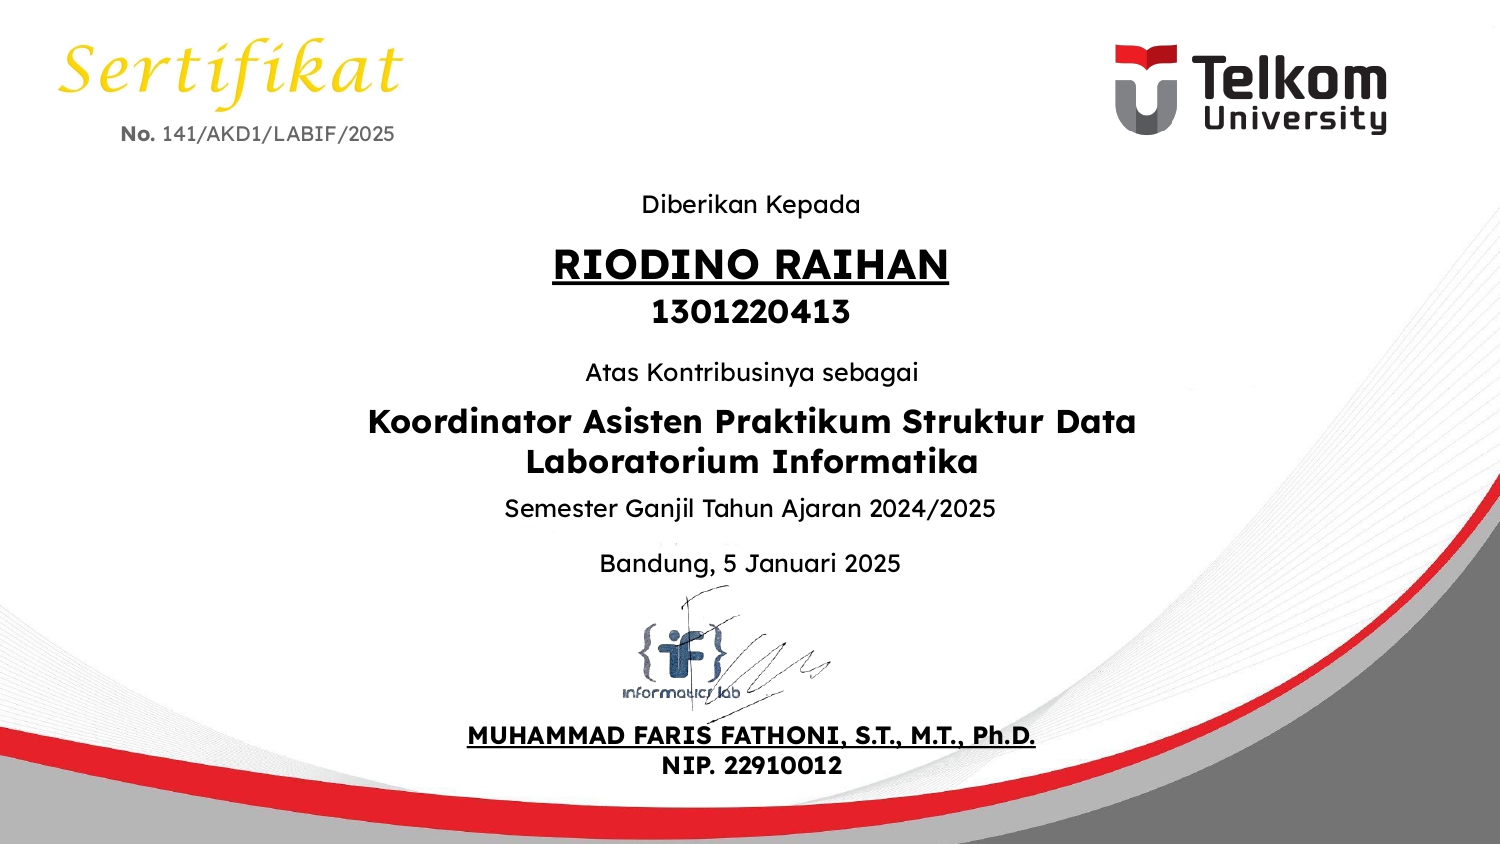 Sertifikat
No. 141/AKD1/LABIF/2025
Telkom
University
Diberikan Kepada
RIODINO RAIHAN
1301220413
Atas Kontribusinya sebagai
Koordinator Asisten Praktikum Struktur Data
Laboratorium Informatika
Semester Ganjil Tahun Ajaran 2024/2025
Bandung, 5 Januari 2025
{if}
informatics lab
MUHAMMAD FARIS FATHONI, S.T., M.T., Ph.D.
NIP. 22910012